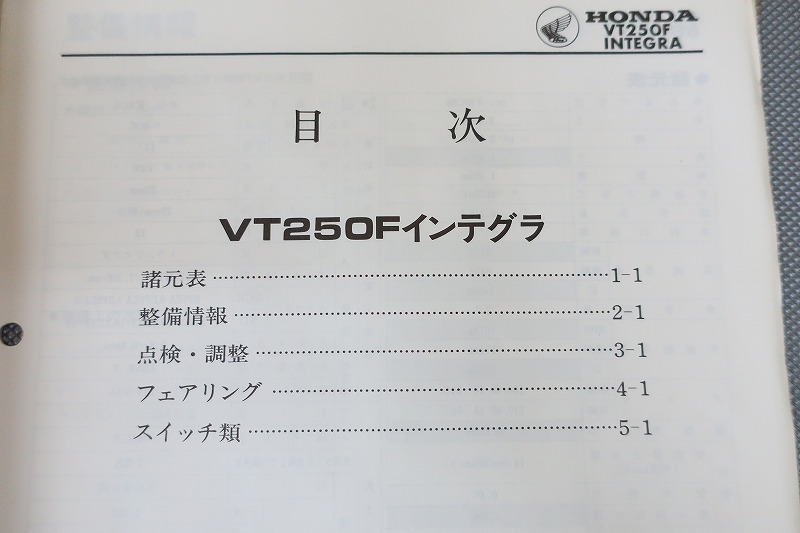 HONDA
VT250F
INTEGRA
目 次
VT250Fインテグラ
諸元表……………………………………………………1-1
整備情報…………………………………………………2-1
点検・調整………………………………………………3-1
フェアリング……………………………………………4-1
スイッチ類………………………………………………5-1